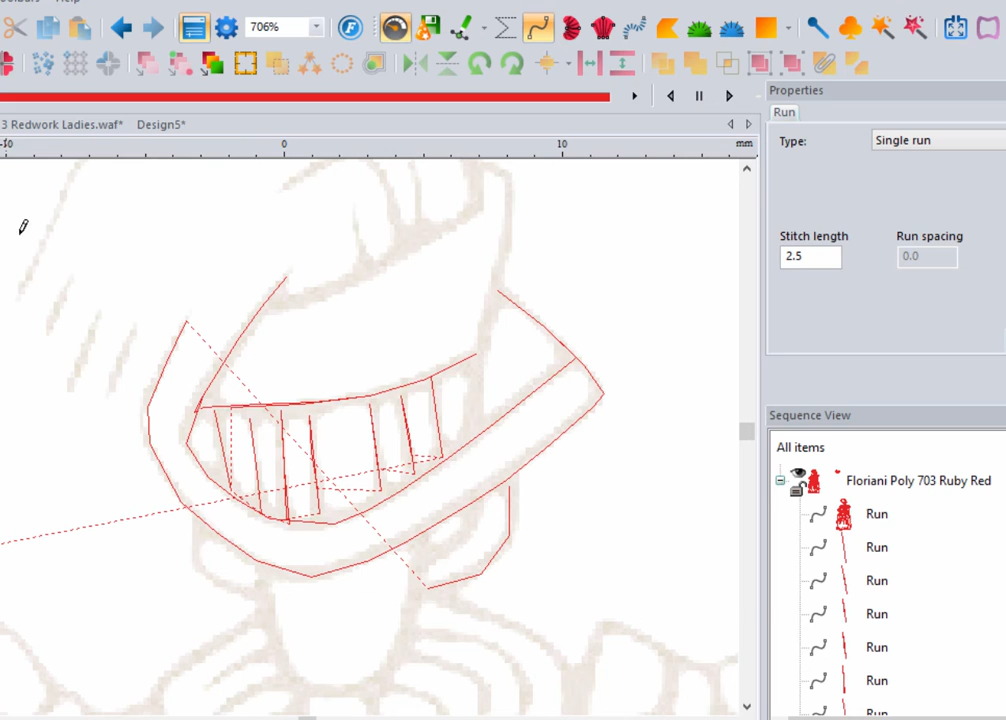 706%
3 Redwork Ladies.waf* Design5*
-10 0 10 mm
Properties
Run
Type: Single run
Stitch length Run spacing
2.5 0.0
Sequence View
All items
Floriani Poly 703 Ruby Red
Run
Run
Run
Run
Run
Run
Run